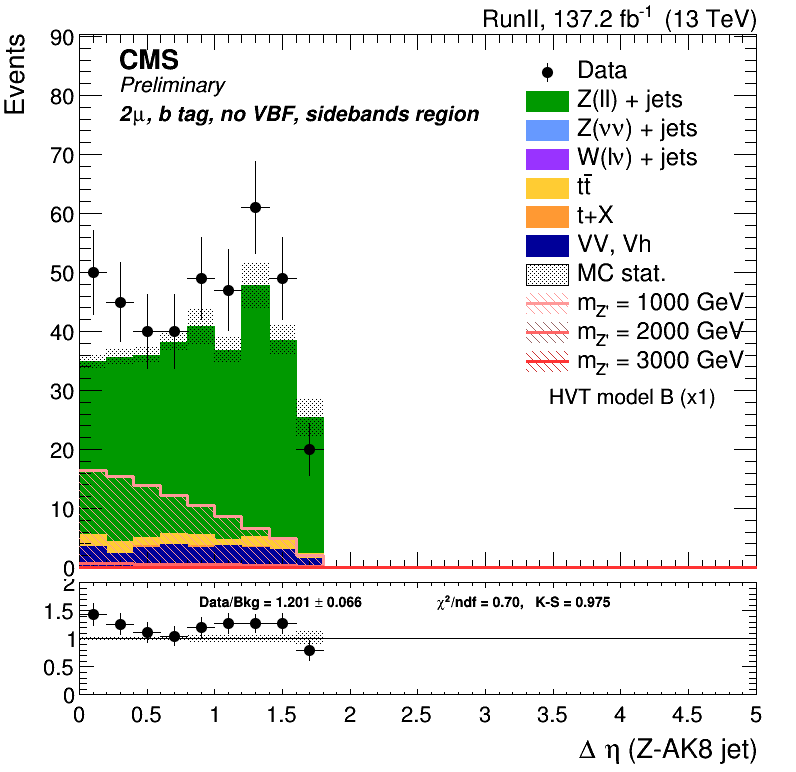 RunII, 137.2 fb⁻¹ (13 TeV)
Events
90
80
70
60
50
40
30
20
10
0
CMS
Preliminary
2μ, b tag, no VBF, sidebands region
Data
Z(ll) + jets
Z(νν) + jets
W(lν) + jets
tt̄
t+X
VV, Vh
MC stat.
m_Z' = 1000 GeV
m_Z' = 2000 GeV
m_Z' = 3000 GeV
HVT model B (x1)
2
1.5
1
0.5
0
Data/Bkg = 1.201 ± 0.066
χ²/ndf = 0.70, K-S = 0.975
0 0.5 1 1.5 2 2.5 3 3.5 4 4.5 5
Δ η (Z-AK8 jet)